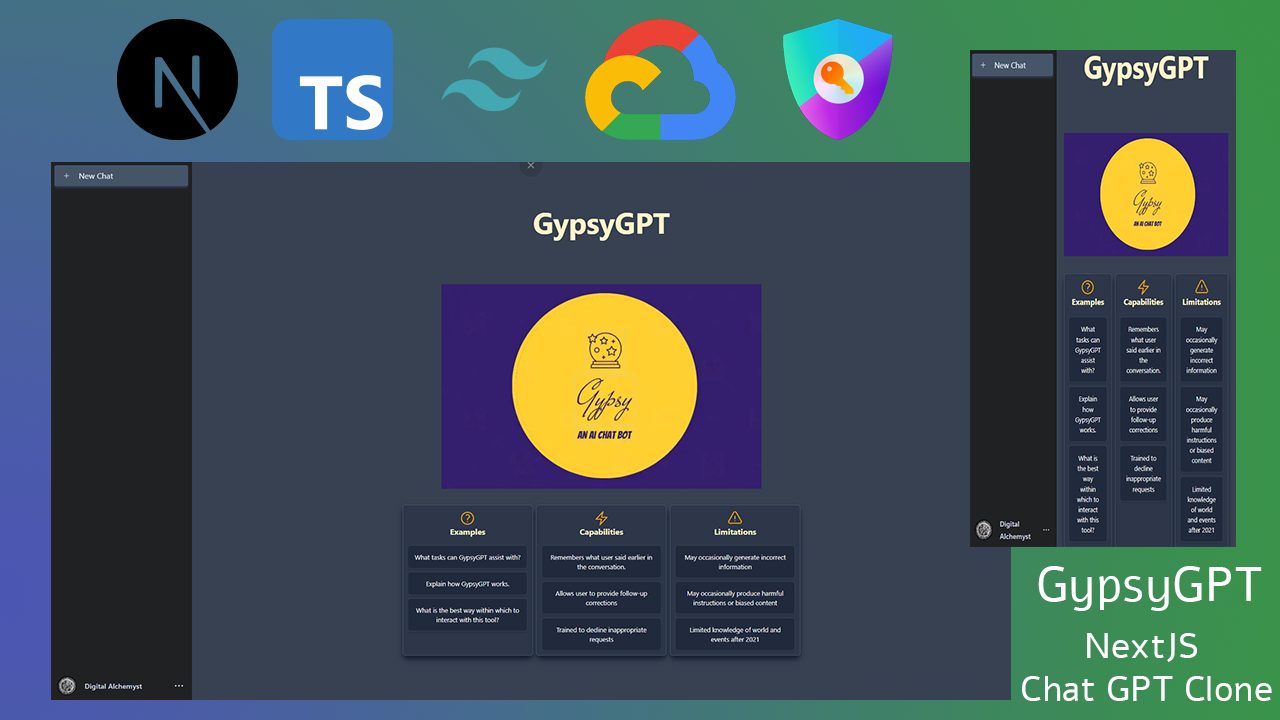 N
TS
+ New Chat
GypsyGPT
Gypsy
AN AI CHAT BOT
Examples
What tasks can GypsyGPT assist with?
Explain how GypsyGPT works.
What is the best way within which to
interact with this tool?
Capabilities
Remembers what user said earlier in
the conversation.
Allows user to provide follow-up
corrections
Trained to decline inappropriate
requests
Limitations
May occasionally generate incorrect
information
May occasionally produce harmful
instructions or biased content
Limited knowledge of world and
events after 2021
Digital Alchemyst ...
+ New Chat
GypsyGPT
Gypsy
AN AI CHAT BOT
Examples
What
tasks can
GypsyGPT
assist
with?
Explain
how
GypsyGPT
works.
What is
the best
way
within
which to
interact
with this
tool?
Capabilities
Remembers
what user
said earlier in
the
conversation.
Allows user
to provide
follow-up
corrections
Trained to
decline
inappropriate
requests
Limitations
May
occasionally
generate
incorrect
information
May
occasionally
produce
harmful
instructions
or biased
content
Limited
knowledge
of world
and events
after 2021
Digital
Alchemyst
...
GypsyGPT
NextJS
Chat GPT Clone